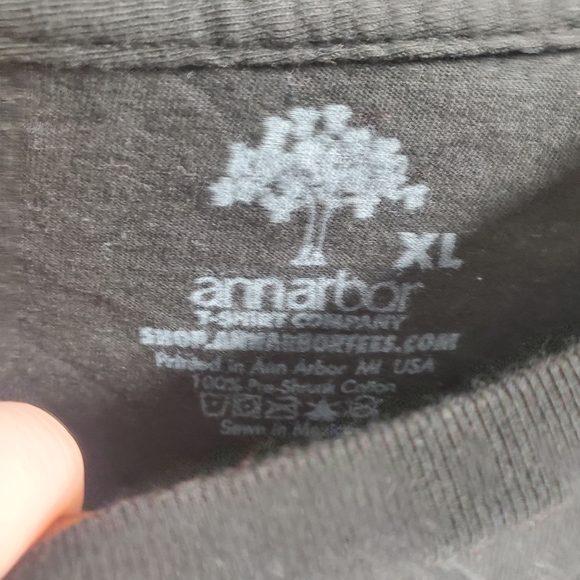 XL
annarbor
T-SHIRT COMPANY
SHOP.ANNARBORTEES.COM
Printed in Ann Arbor MI USA
100% Pre-Shrunk Cotton
Sewn in Mexico